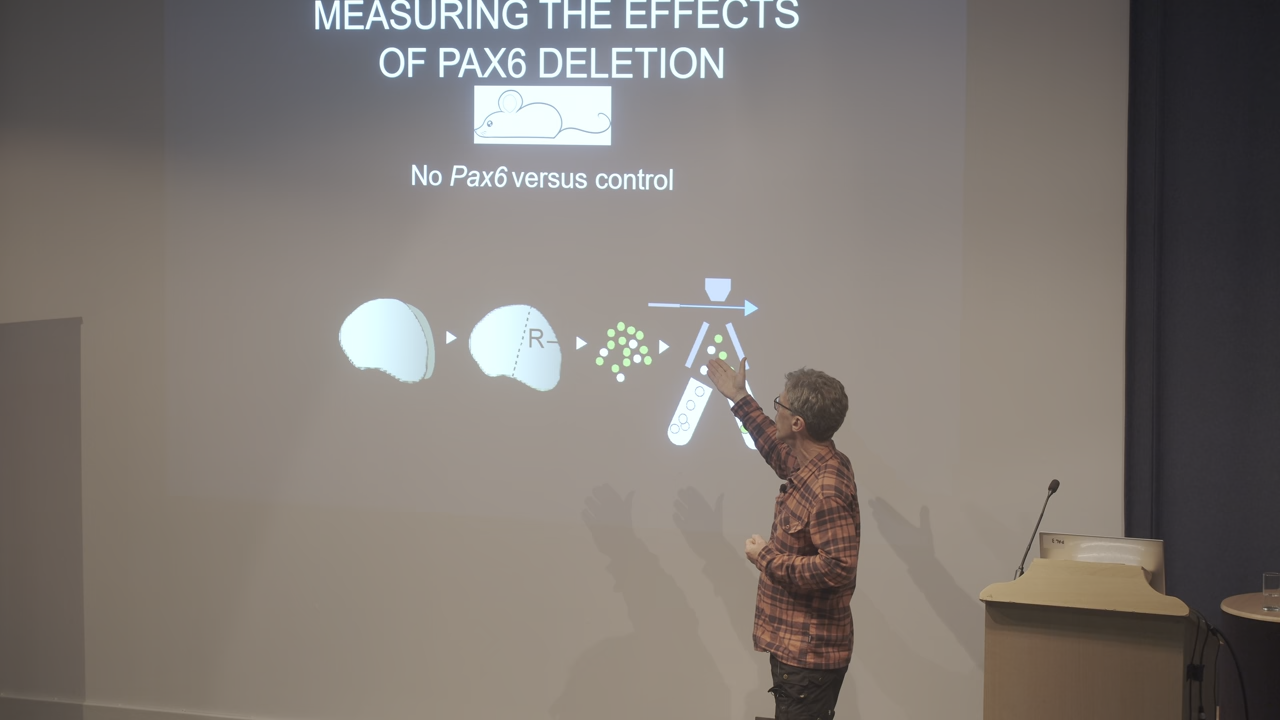 MEASURING THE EFFECTS
OF PAX6 DELETION
No Pax6 versus control
R